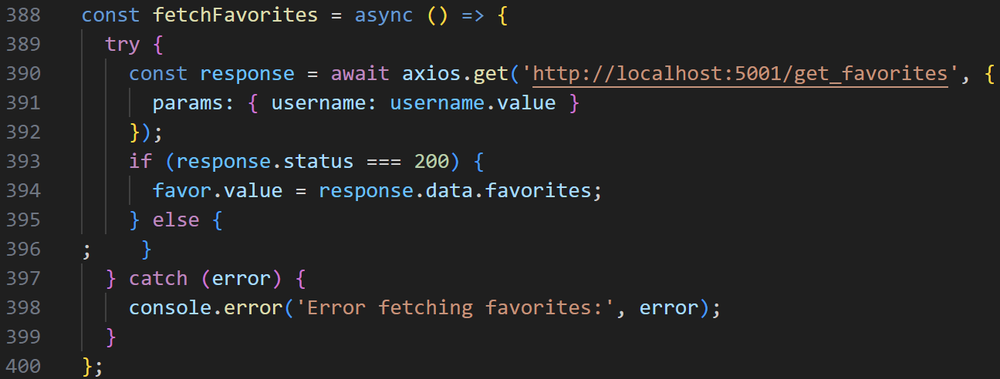 388 const fetchFavorites = async () => {
389   try {
390     const response = await axios.get('http://localhost:5001/get_favorites', {
391       params: { username: username.value }
392     });
393     if (response.status === 200) {
394       favor.value = response.data.favorites;
395     } else {
396 ;    }
397   } catch (error) {
398     console.error('Error fetching favorites:', error);
399   }
400 };